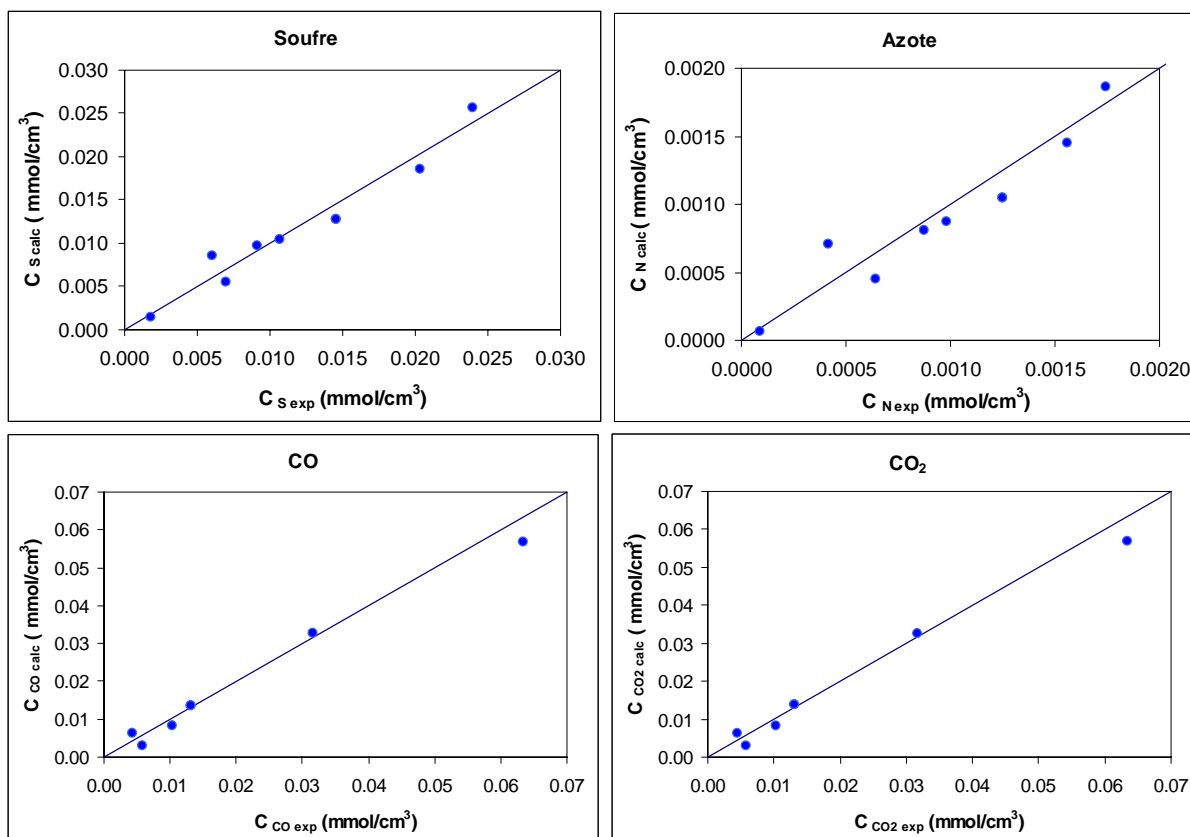 Soufre
0.030
0.025
0.020
0.015
0.010
0.005
0.000
C S calc ( mmol/cm³)
0.000 0.005 0.010 0.015 0.020 0.025 0.030
C S exp (mmol/cm³)
Azote
0.0020
0.0015
0.0010
0.0005
0.0000
C N calc ( mmol/cm³)
0.0000 0.0005 0.0010 0.0015 0.0020
C N exp (mmol/cm³)
CO
0.07
0.06
0.05
0.04
0.03
0.02
0.01
0.00
C CO calc ( mmol/cm³)
0.00 0.01 0.02 0.03 0.04 0.05 0.06 0.07
C CO exp (mmol/cm³)
CO₂
0.07
0.06
0.05
0.04
0.03
0.02
0.01
0.00
C CO2 calc ( mmol/cm³)
0.00 0.01 0.02 0.03 0.04 0.05 0.06 0.07
C CO2 exp (mmol/cm³)